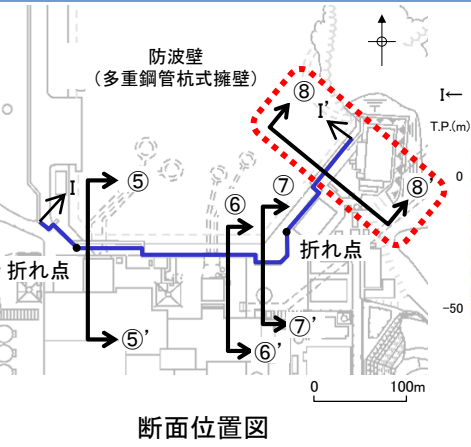 防波壁
(多重鋼管杭式擁壁)
⑧
I'
I←
T.P.(m)
0
I
⑤
⑦
⑥
⑧'
折れ点
折れ点
-50
⑤'
⑦'
⑥'
0 100m
断面位置図